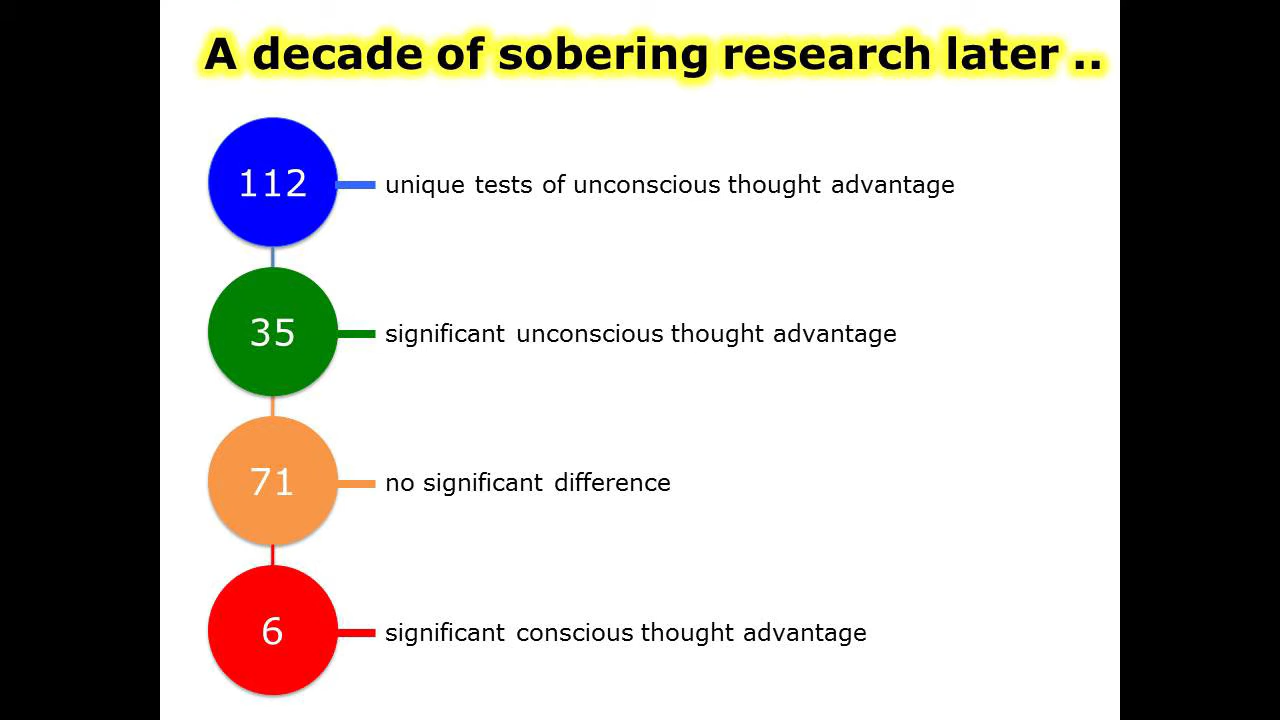 A decade of sobering research later ..
112
unique tests of unconscious thought advantage
35
significant unconscious thought advantage
71
no significant difference
6
significant conscious thought advantage